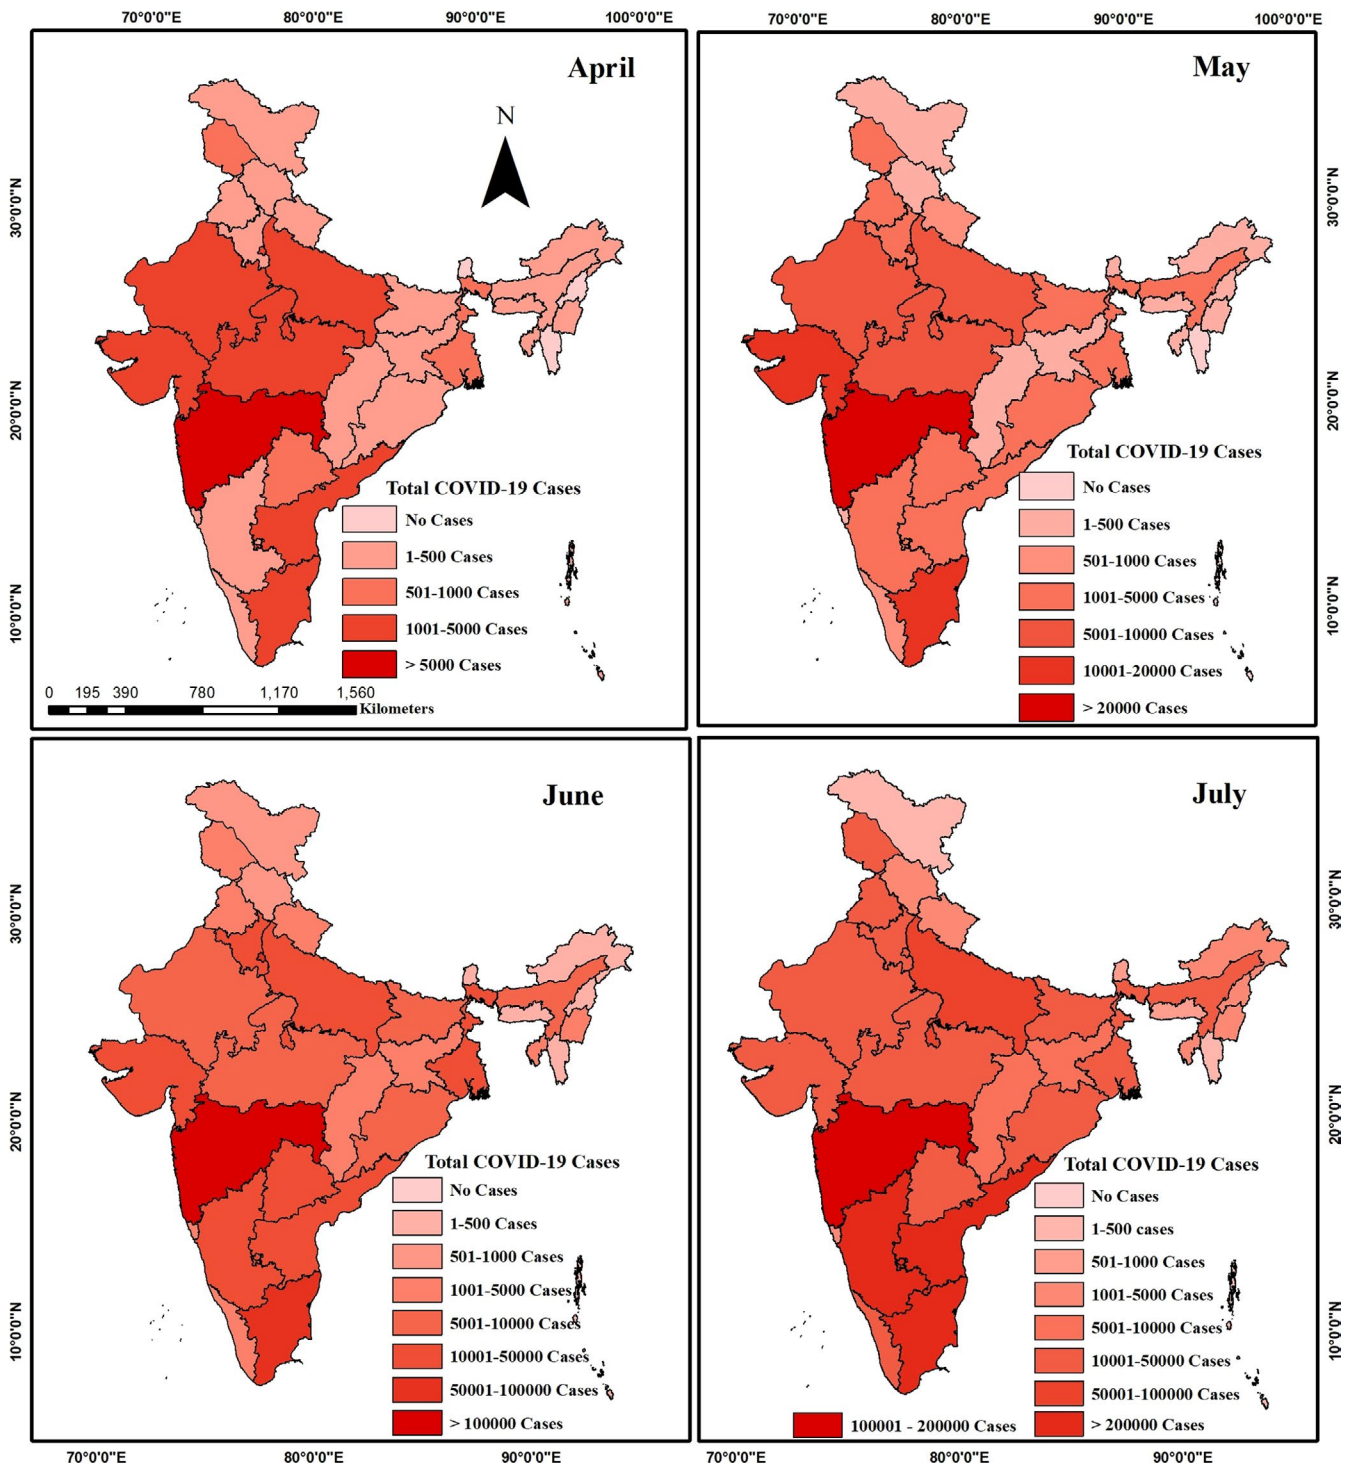 70°0'0"E 80°0'0"E 90°0'0"E 100°0'0"E
70°0'0"E 80°0'0"E 90°0'0"E 100°0'0"E
April
N
30°0'0"N
20°0'0"N
10°0'0"N
Total COVID-19 Cases
No Cases
1-500 Cases
501-1000 Cases
1001-5000 Cases
> 5000 Cases
0 195 390 780 1,170 1,560
Kilometers
May
30°0'0"N
20°0'0"N
10°0'0"N
Total COVID-19 Cases
No Cases
1-500 Cases
501-1000 Cases
1001-5000 Cases
5001-10000 Cases
10001-20000 Cases
> 20000 Cases
June
30°0'0"N
20°0'0"N
10°0'0"N
Total COVID-19 Cases
No Cases
1-500 Cases
501-1000 Cases
1001-5000 Cases
5001-10000 Cases
10001-50000 Cases
50001-100000 Cases
> 100000 Cases
July
30°0'0"N
20°0'0"N
10°0'0"N
Total COVID-19 Cases
No Cases
1-500 cases
501-1000 Cases
1001-5000 Cases
5001-10000 Cases
10001-50000 Cases
50001-100000 Cases
100001 - 200000 Cases
> 200000 Cases
70°0'0"E 80°0'0"E 90°0'0"E
70°0'0"E 80°0'0"E 90°0'0"E